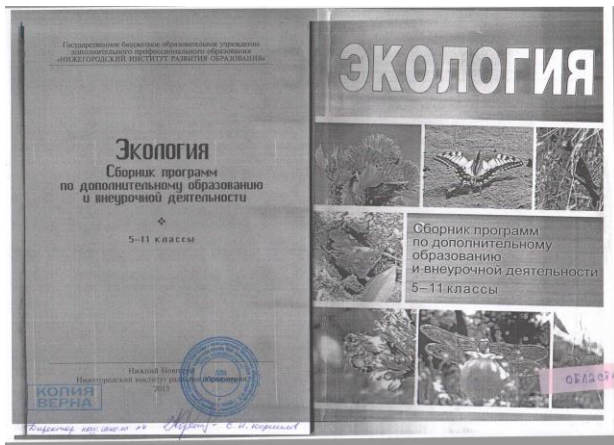 Государственное бюджетное образовательное учреждение
дополнительного профессионального образования
«НИЖЕГОРОДСКИЙ ИНСТИТУТ РАЗВИТИЯ ОБРАЗОВАНИЯ»
Экология
Сборник программ
по дополнительному образованию
и внеурочной деятельности
5–11 классы
Нижний Новгород
Нижегородский институт развития образования
2013
КОПИЯ
ВЕРНА
Директор
ЭКОЛОГИЯ
Сборник программ
по дополнительному
образованию
и внеурочной деятельности
5–11 классы